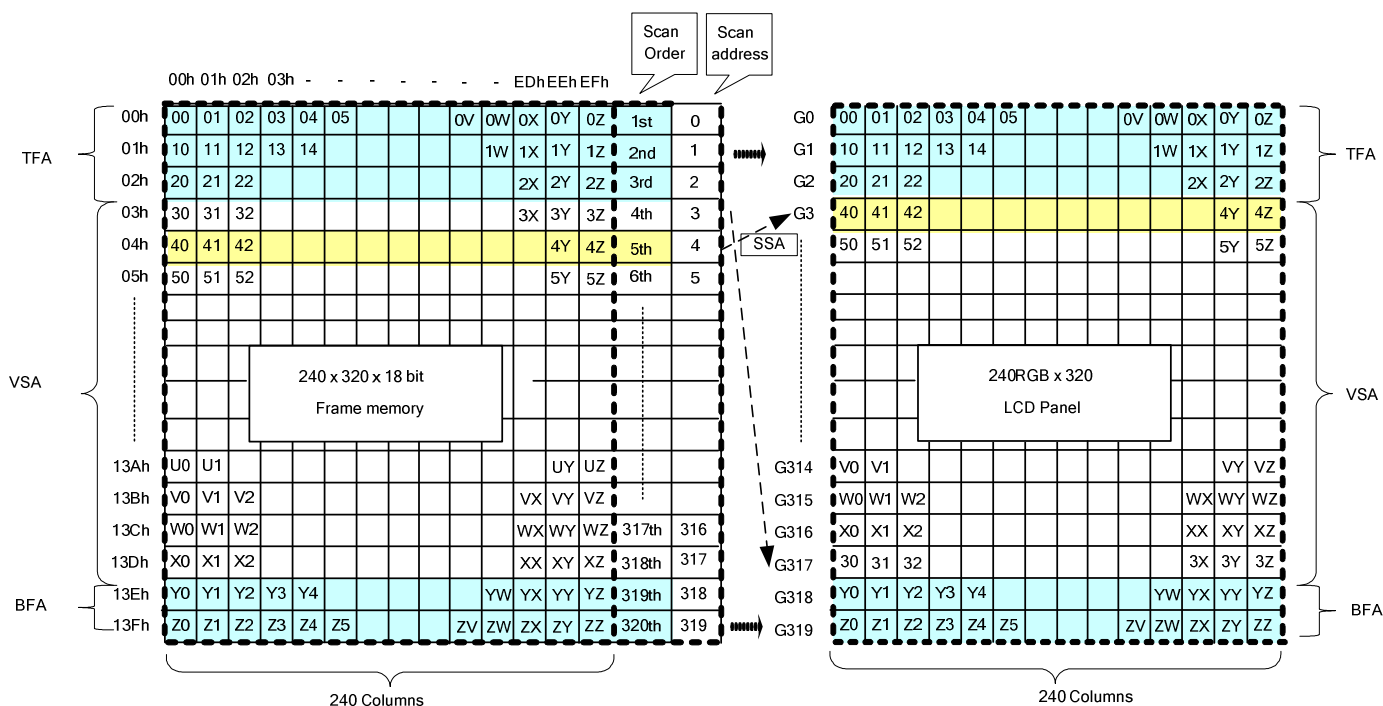 Scan Order
Scan address
00h 01h 02h 03h - - - - - - - EDh EEh EFh
00h 00 01 02 03 04 05 0V 0W 0X 0Y 0Z 1st 0 G0 00 01 02 03 04 05 0V 0W 0X 0Y 0Z
01h 10 11 12 13 14 1W 1X 1Y 1Z 2nd 1 G1 10 11 12 13 14 1W 1X 1Y 1Z
TFA TFA
02h 20 21 22 2X 2Y 2Z 3rd 2 G2 20 21 22 2X 2Y 2Z
03h 30 31 32 3X 3Y 3Z 4th 3 G3 40 41 42 4Y 4Z
04h 40 41 42 4Y 4Z 5th 4 SSA 50 51 52 5Y 5Z
05h 50 51 52 5Y 5Z 6th 5
240 x 320 x 18 bit 240RGB x 320
VSA VSA
Frame memory LCD Panel
13Ah U0 U1 UY UZ G314 V0 V1 VY VZ
13Bh V0 V1 V2 VX VY VZ G315 W0 W1 W2 WX WY WZ
13Ch W0 W1 W2 WX WY WZ 317th 316 G316 X0 X1 X2 XX XY XZ
13Dh X0 X1 X2 XX XY XZ 318th 317 G317 30 31 32 3X 3Y 3Z
13Eh Y0 Y1 Y2 Y3 Y4 YW YX YY YZ 319th 318 G318 Y0 Y1 Y2 Y3 Y4 YW YX YY YZ
BFA BFA
13Fh Z0 Z1 Z2 Z3 Z4 Z5 ZV ZW ZX ZY ZZ 320th 319 G319 Z0 Z1 Z2 Z3 Z4 Z5 ZV ZW ZX ZY ZZ
240 Columns 240 Columns